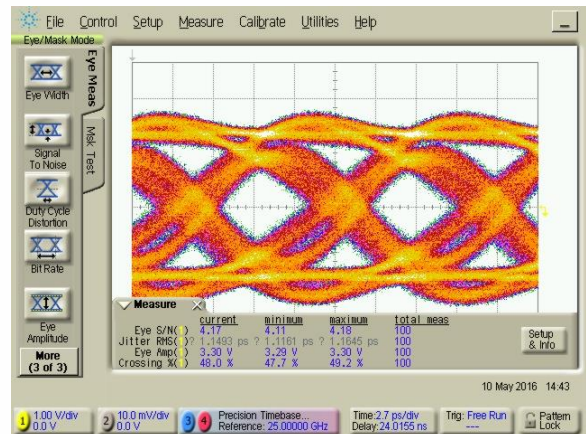 File Control Setup Measure Calibrate Utilities Help
Eye/Mask Mode
Eye Meas
Msk Test
Eye Width
Signal
To Noise
Duty Cycle
Distortion
Bit Rate
Eye
Amplitude
More
(3 of 3)
Measure
current minimum maximum total meas
Eye S/N(1) 4.17 4.11 4.18 100
Jitter RMS(1)? 1.1493 ps ? 1.1161 ps ? 1.1645 ps 100
Eye Amp(1) 3.30 V 3.29 V 3.30 V 100
Crossing %(1) 48.0 % 47.7 % 49.2 % 100
Setup
& Info
10 May 2016 14:43
1 1.00 V/div
0.0 V
2 10.0 mV/div
0.0 V
3 4 Precision Timebase...
Reference: 25.00000 GHz
Time:2.7 ps/div
Delay:24.0155 ns
Trig: Free Run
---
Pattern
Lock